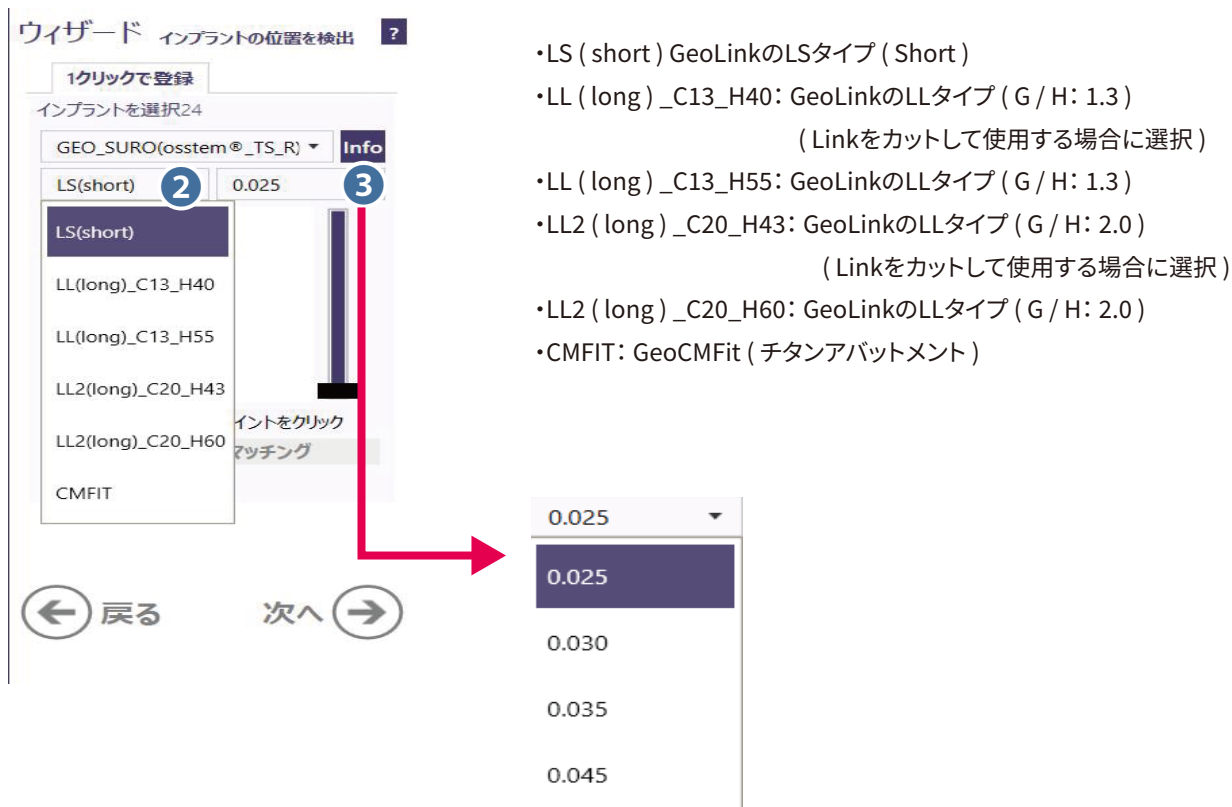 ウィザード インプラントの位置を検出 ?
1クリックで登録
インプラントを選択24
GEO_SURO(osstem®_TS_R) Info
LS(short) 2 0.025 3
LS(short)
LL(long)_C13_H40
LL(long)_C13_H55
LL2(long)_C20_H43
イントをクリック
LL2(long)_C20_H60
マッチング
CMFIT
戻る 次へ
・LS ( short ) GeoLinkのLSタイプ ( Short )
・LL ( long ) _C13_H40： GeoLinkのLLタイプ ( G / H： 1.3 )
( Linkをカットして使用する場合に選択 )
・LL ( long ) _C13_H55： GeoLinkのLLタイプ ( G / H： 1.3 )
・LL2 ( long ) _C20_H43： GeoLinkのLLタイプ ( G / H： 2.0 )
( Linkをカットして使用する場合に選択 )
・LL2 ( long ) _C20_H60： GeoLinkのLLタイプ ( G / H： 2.0 )
・CMFIT： GeoCMFit ( チタンアバットメント )
0.025
0.025
0.030
0.035
0.045